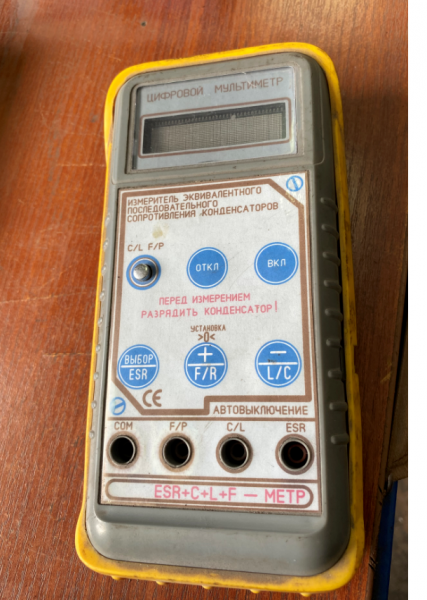 ЦИФРОВОЙ МУЛЬТИМЕТР
ИЗМЕРИТЕЛЬ ЭКВИВАЛЕНТНОГО
ПОСЛЕДОВАТЕЛЬНОГО
СОПРОТИВЛЕНИЯ КОНДЕНСАТОРОВ
C/L F/P
ОТКЛ
ВКЛ
ПЕРЕД ИЗМЕРЕНИЕМ
РАЗРЯДИТЬ КОНДЕНСАТОР!
УСТАНОВКА
>0<
ВЫБОР
ESR
+
F/R
—
L/C
CE
АВТОВЫКЛЮЧЕНИЕ
COM F/P C/L ESR
ESR+C+L+F — МЕТР